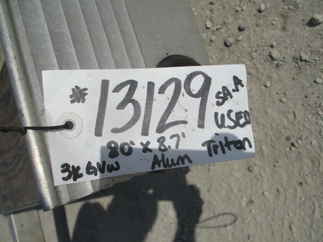 * 13129 SA.A
USED
80" x 8.7' Triton
3K GVW Alum